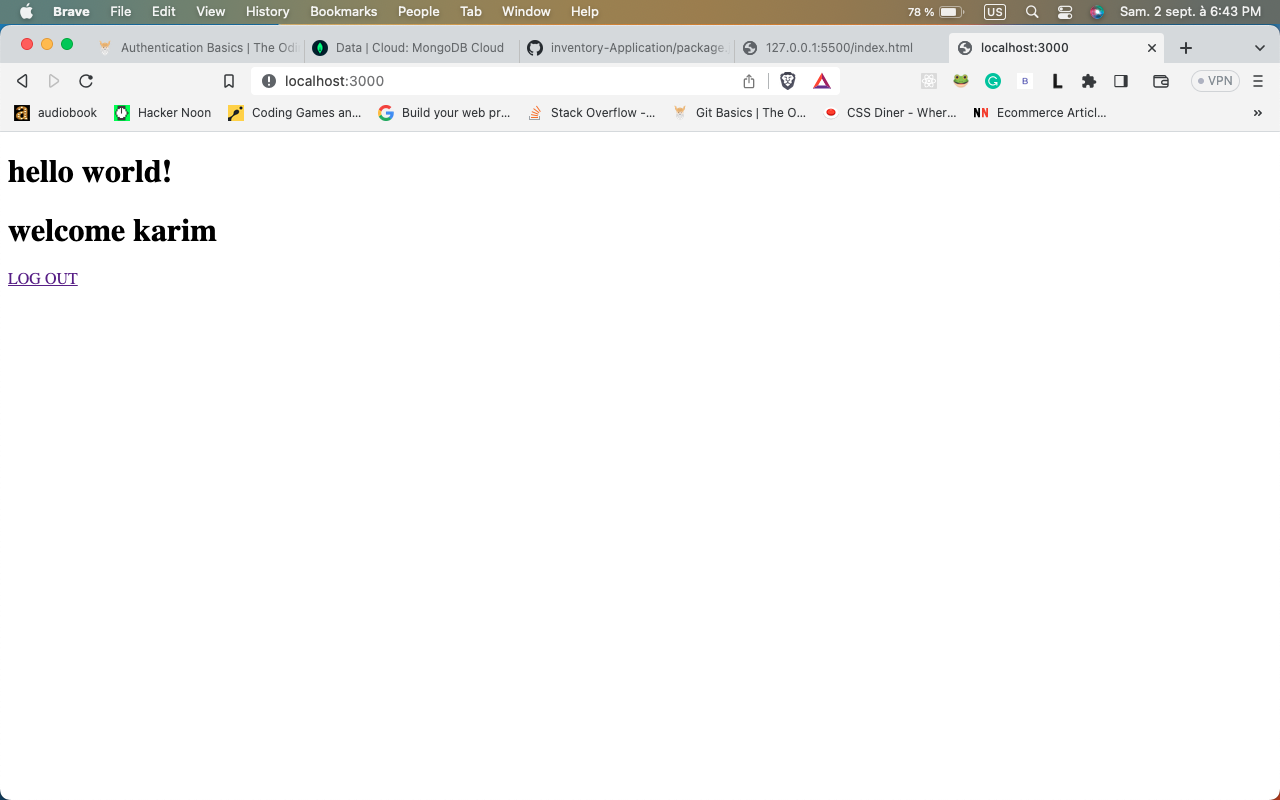 Brave File Edit View History Bookmarks People Tab Window Help 78 % US Sam. 2 sept. à 6:43 PM
Authentication Basics | The Odi Data | Cloud: MongoDB Cloud inventory-Application/package. 127.0.0.1:5500/index.html localhost:3000
localhost:3000 B L VPN
audiobook Hacker Noon Coding Games an... Build your web pr... Stack Overflow -... Git Basics | The O... CSS Diner - Wher... NN Ecommerce Articl... »
hello world!
welcome karim
LOG OUT